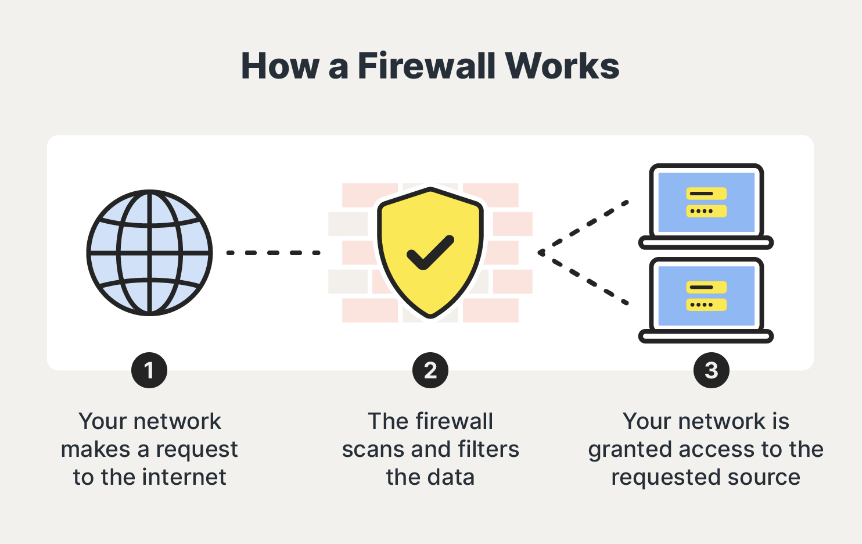 How a Firewall Works
1
Your network
makes a request
to the internet
2
The firewall
scans and filters
the data
3
Your network is
granted access to the
requested source